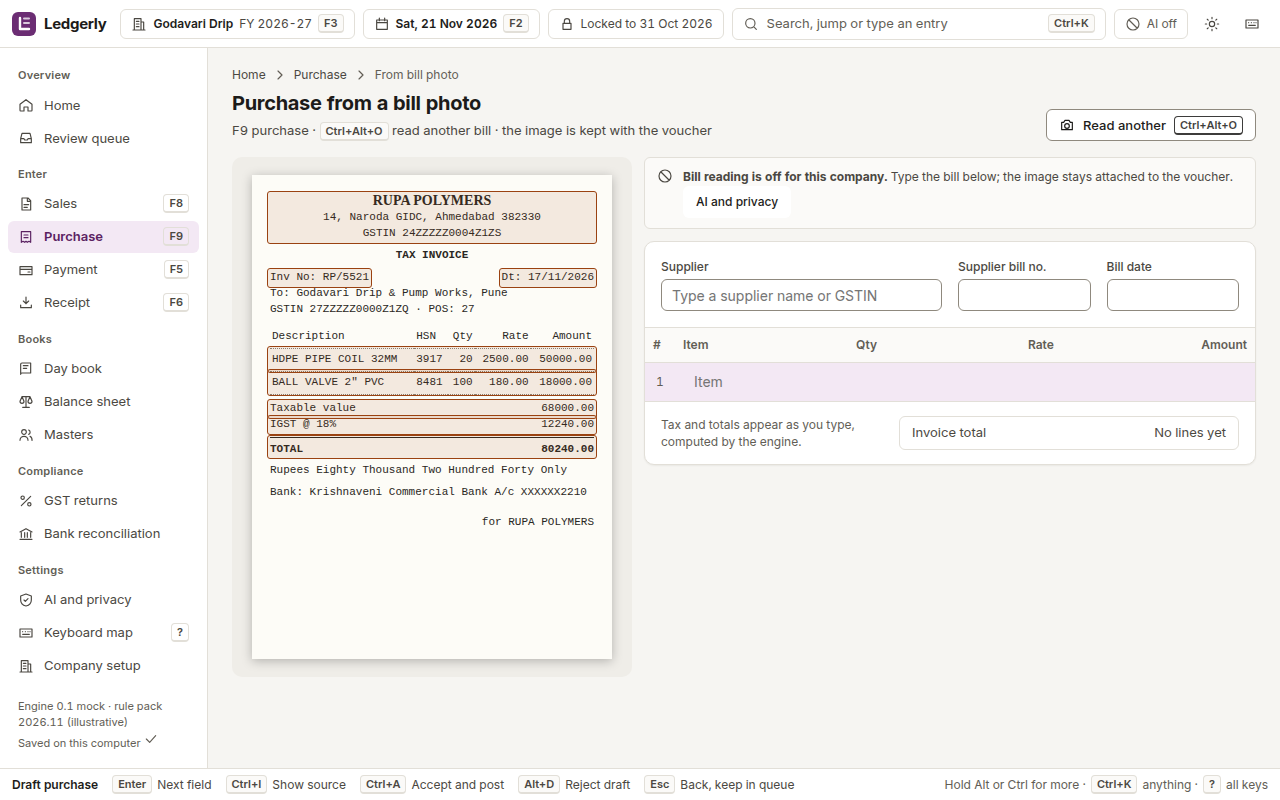 Ledgerly
Godavari Drip FY 2026-27 F3
Sat, 21 Nov 2026 F2
Locked to 31 Oct 2026
Search, jump or type an entry Ctrl+K
AI off
Overview
Home
Review queue
Enter
Sales F8
Purchase F9
Payment F5
Receipt F6
Books
Day book
Balance sheet
Masters
Compliance
GST returns
Bank reconciliation
Settings
AI and privacy
Keyboard map ?
Company setup
Engine 0.1 mock · rule pack
2026.11 (illustrative)
Saved on this computer
Home > Purchase > From bill photo
Purchase from a bill photo
F9 purchase · Ctrl+Alt+O read another bill · the image is kept with the voucher
Read another Ctrl+Alt+O
RUPA POLYMERS
14, Naroda GIDC, Ahmedabad 382330
GSTIN 24ZZZZZ0004Z1ZS
TAX INVOICE
Inv No: RP/5521 Dt: 17/11/2026
To: Godavari Drip & Pump Works, Pune
GSTIN 27ZZZZZ0000Z1ZQ · POS: 27
Description HSN Qty Rate Amount
HDPE PIPE COIL 32MM 3917 20 2500.00 50000.00
BALL VALVE 2" PVC 8481 100 180.00 18000.00
Taxable value 68000.00
IGST @ 18% 12240.00
TOTAL 80240.00
Rupees Eighty Thousand Two Hundred Forty Only
Bank: Krishnaveni Commercial Bank A/c XXXXXX2210
for RUPA POLYMERS
Bill reading is off for this company. Type the bill below; the image stays attached to the voucher.
AI and privacy
Supplier Supplier bill no. Bill date
Type a supplier name or GSTIN
# Item Qty Rate Amount
1 Item
Tax and totals appear as you type,
computed by the engine.
Invoice total No lines yet
Draft purchase Enter Next field Ctrl+I Show source Ctrl+A Accept and post Alt+D Reject draft Esc Back, keep in queue
Hold Alt or Ctrl for more · Ctrl+K anything · ? all keys